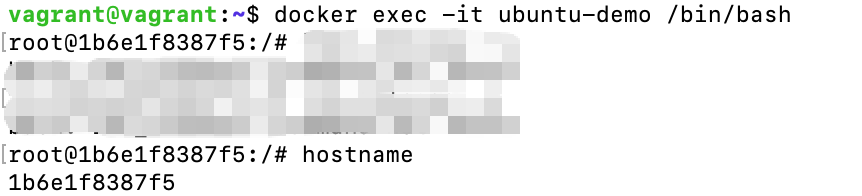 vagrant@vagrant:~$ docker exec -it ubuntu-demo /bin/bash
[root@1b6e1f8387f5:/#
[root@1b6e1f8387f5:/# hostname
1b6e1f8387f5